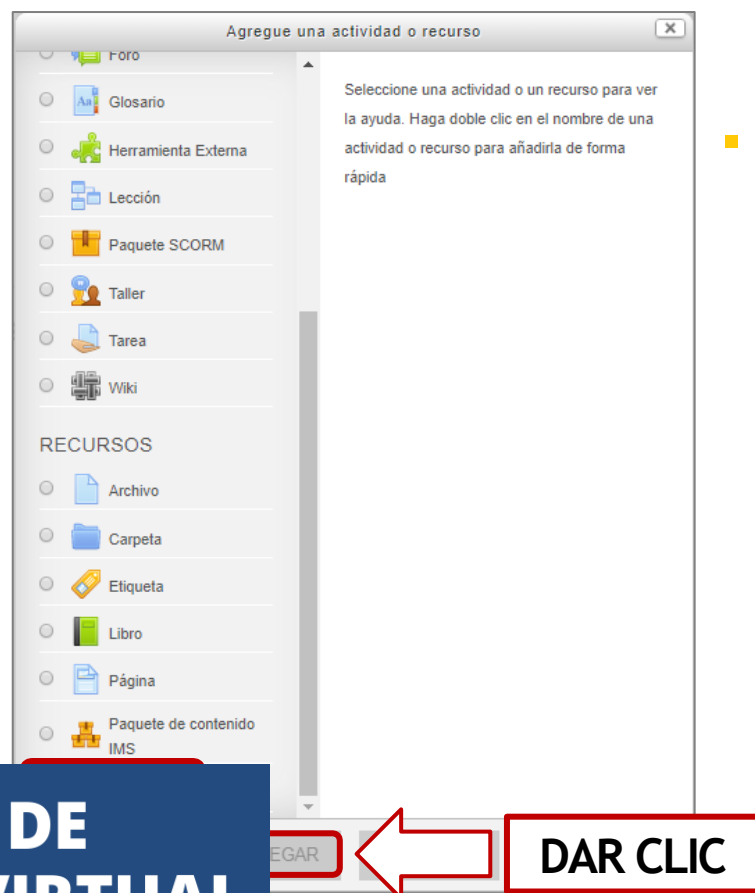 Agregue una actividad o recurso
Foro
Glosario
Herramienta Externa
Lección
Paquete SCORM
Taller
Tarea
Wiki
RECURSOS
Archivo
Carpeta
Etiqueta
Libro
Página
Paquete de contenido
IMS
Seleccione una actividad o un recurso para ver
la ayuda. Haga doble clic en el nombre de una
actividad o recurso para añadirla de forma
rápida
DE
VIRTUAL
EGAR
DAR CLIC